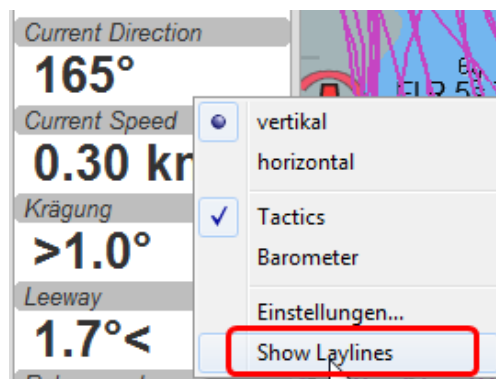 Current Direction
165°
Current Speed
0.30 kr
Krägung
>1.0°
Leeway
1.7°<
vertikal
horizontal
Tactics
Barometer
Einstellungen...
Show Laylines